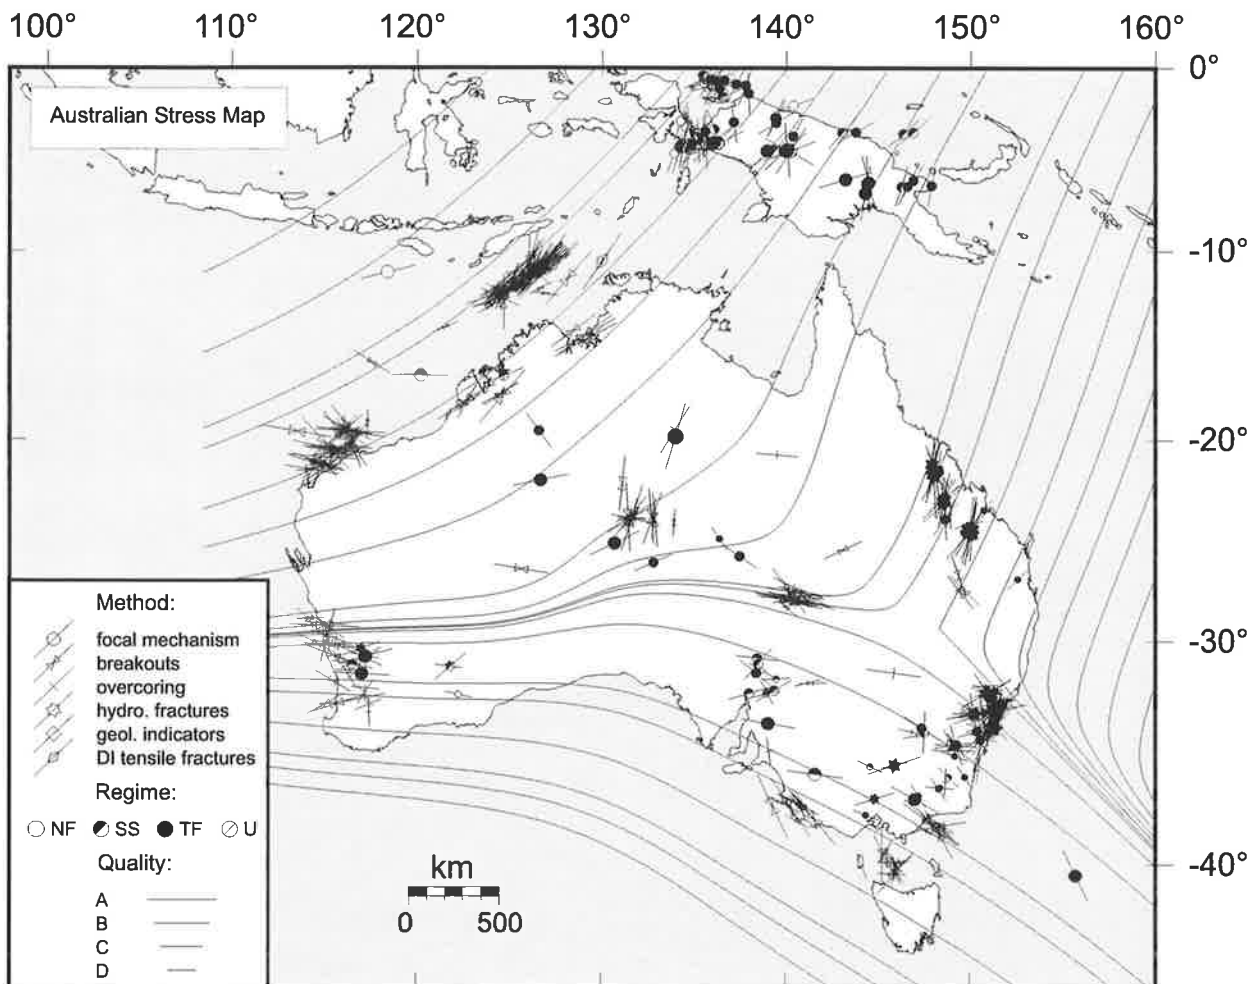 100° 110° 120° 130° 140° 150° 160°
Australian Stress Map
0°
-10°
-20°
-30°
-40°
Method:
focal mechanism
breakouts
overcoring
hydro. fractures
geol. indicators
DI tensile fractures
Regime:
NF SS TF U
Quality:
A
B
C
D
km
0 500